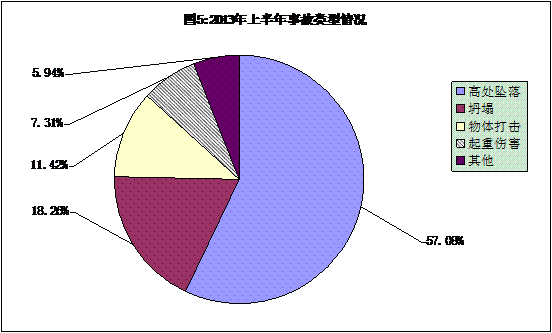 图5:2013年上半年事故类型情况
5.94%
7.31%
11.42%
18.26%
57.08%
高处坠落
坍塌
物体打击
起重伤害
其他